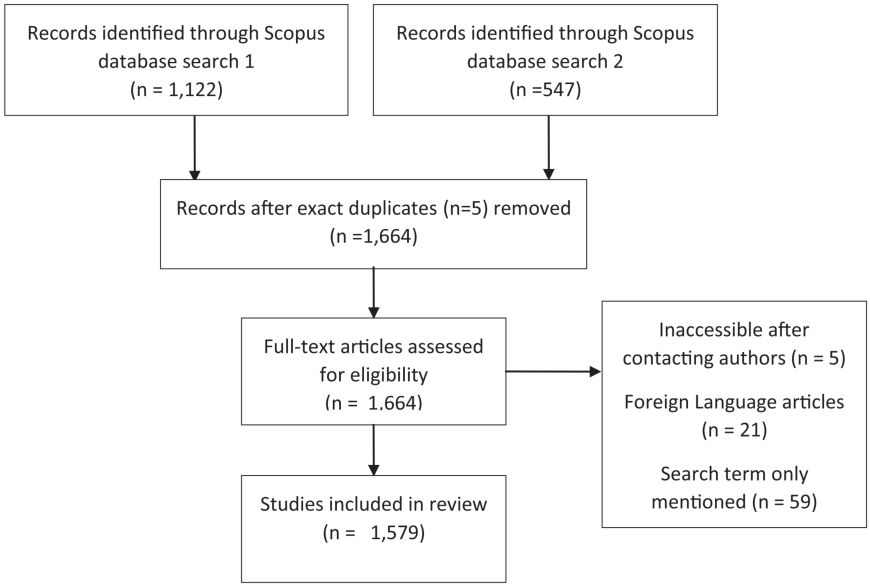 Records identified through Scopus
database search 1
(n = 1,122)
Records identified through Scopus
database search 2
(n =547)
Records after exact duplicates (n=5) removed
(n =1,664)
Full-text articles assessed
for eligibility
(n = 1,664)
Inaccessible after
contacting authors (n = 5)
Foreign Language articles
(n = 21)
Search term only
mentioned (n = 59)
Studies included in review
(n = 1,579)